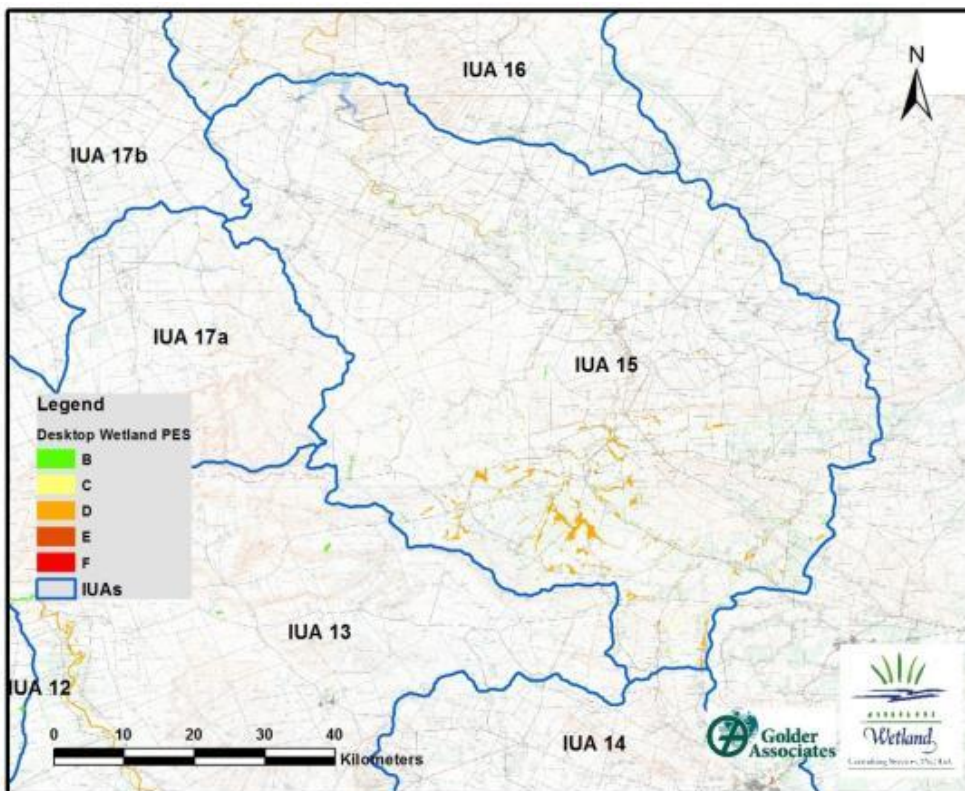 IUA 16
N
IUA 17b
IUA 17a
IUA 15
Legend
Desktop Wetland PES
B
C
D
E
F
IUAs
IUA 13
IUA 12
IUA 14
0 10 20 30 40
Kilometers
Golder
Associates
Wetland